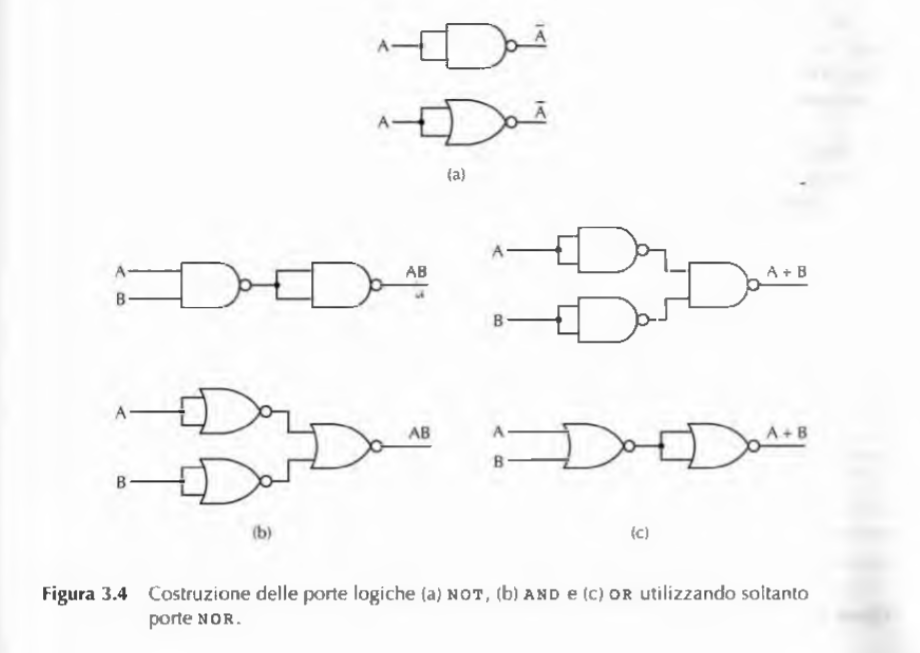 A Ā
A Ā
(a)
A AB
B
A A + B
B
A AB
B
A A + B
B
(b) (c)
Figura 3.4 Costruzione delle porte logiche (a) NOT, (b) AND e (c) OR utilizzando soltanto
porte NOR.